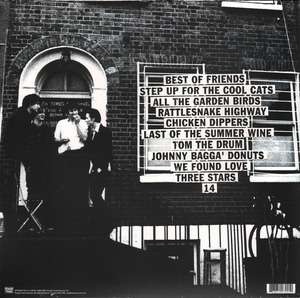 BEST OF FRIENDS
STEP UP FOR THE COOL CATS
ALL THE GARDEN BIRDS
RATTLESNAKE HIGHWAY
CHICKEN DIPPERS
LAST OF THE SUMMER WINE
TOM THE DRUM
JOHNNY BAGGA' DONUTS
WE FOUND LOVE
THREE STARS
14